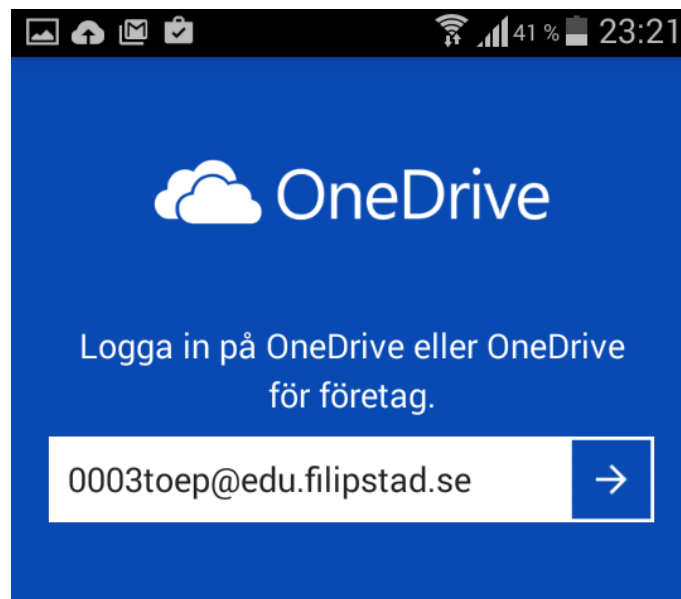 41 % 23:21
OneDrive
Logga in på OneDrive eller OneDrive
för företag.
0003toep@edu.filipstad.se